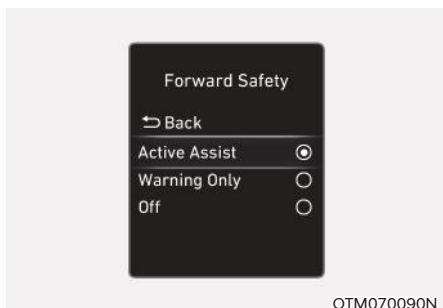 Forward Safety
Back
Active Assist
Warning Only
Off
OTM070090N